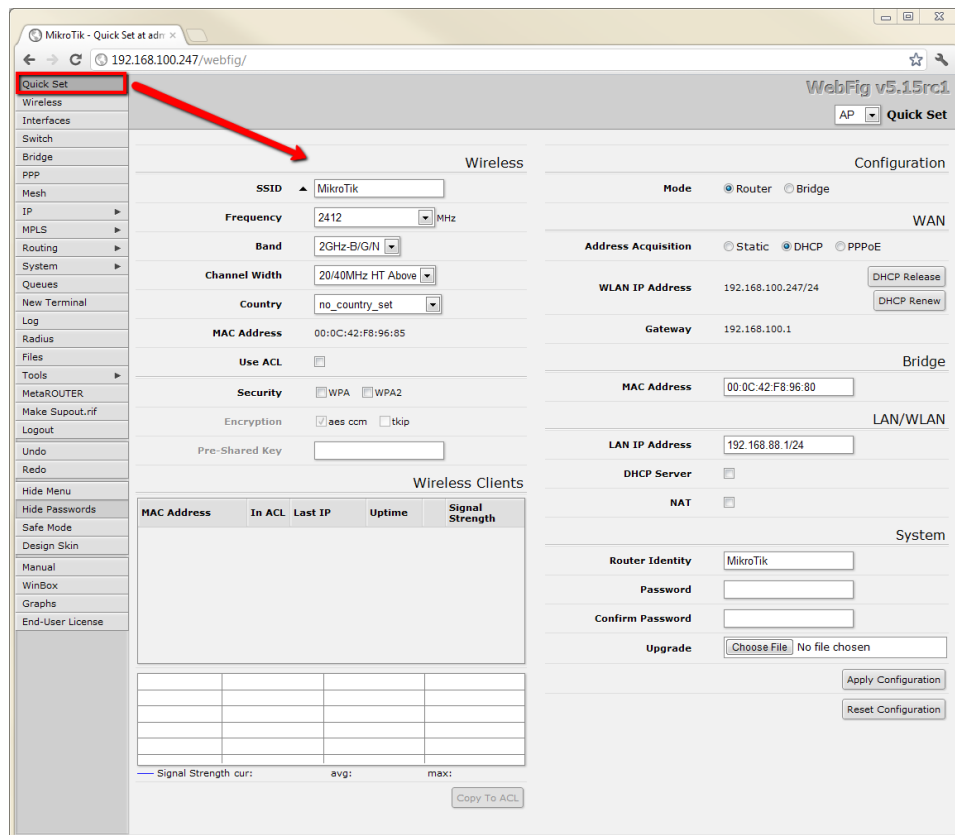 MikroTik - Quick Set at adm
192.168.100.247/webfig/
Quick Set
Wireless
Interfaces
Switch
Bridge
PPP
Mesh
IP
MPLS
Routing
System
Queues
New Terminal
Log
Radius
Files
Tools
MetaROUTER
Make Supout.rif
Logout
Undo
Redo
Hide Menu
Hide Passwords
Safe Mode
Design Skin
Manual
WinBox
Graphs
End-User License
WebFig v5.15rc1
AP Quick Set
Wireless
SSID MikroTik
Frequency 2412 MHz
Band 2GHz-B/G/N
Channel Width 20/40MHz HT Above
Country no_country_set
MAC Address 00:0C:42:F8:96:85
Use ACL
Security WPA WPA2
Encryption aes ccm tkip
Pre-Shared Key
Wireless Clients
MAC Address In ACL Last IP Uptime Signal Strength
Signal Strength cur: avg: max:
Copy To ACL
Configuration
Mode Router Bridge
WAN
Address Acquisition Static DHCP PPPoE
WLAN IP Address 192.168.100.247/24 DHCP Release
DHCP Renew
Gateway 192.168.100.1
Bridge
MAC Address 00:0C:42:F8:96:80
LAN/WLAN
LAN IP Address 192.168.88.1/24
DHCP Server
NAT
System
Router Identity MikroTik
Password
Confirm Password
Upgrade Choose File No file chosen
Apply Configuration
Reset Configuration